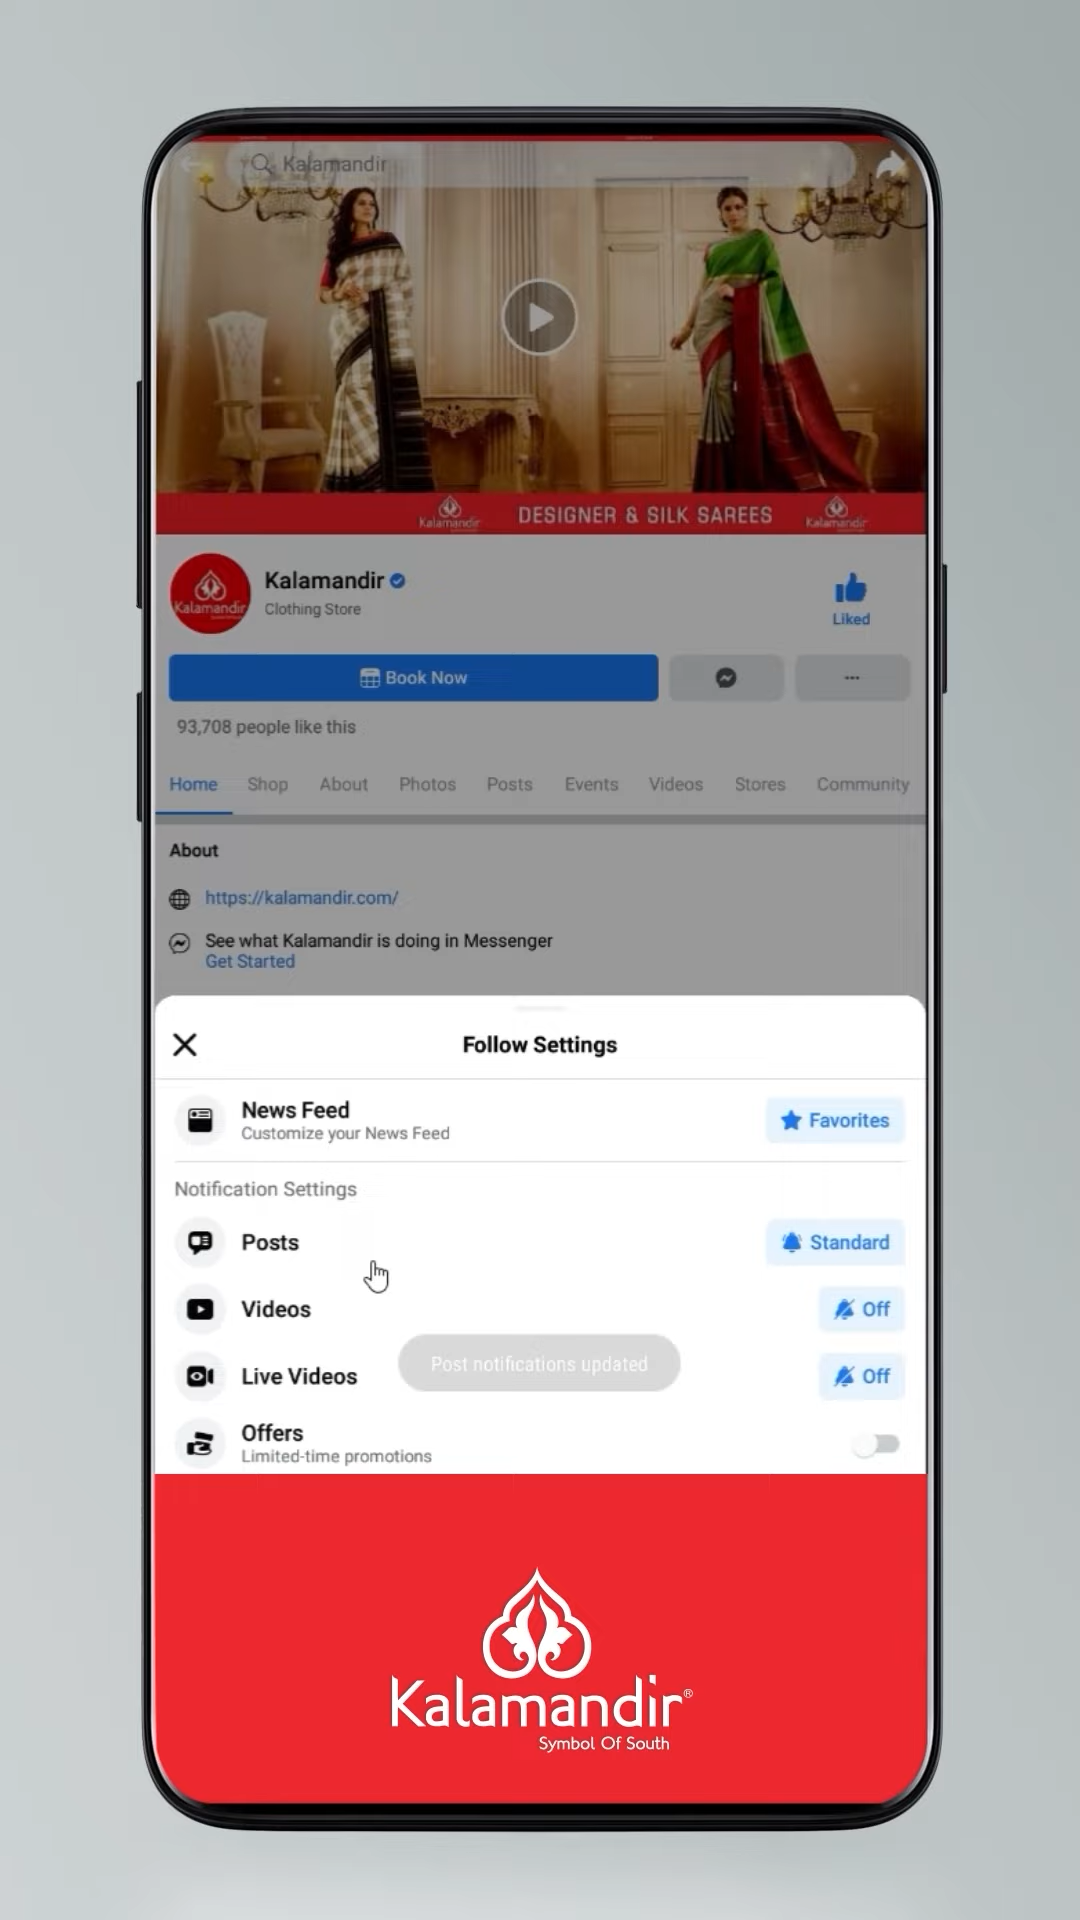 Kalamandir
Kalamandir
DESIGNER & SILK SAREES
Kalamandir
Kalamandir
Kalamandir
Clothing Store
Liked
Book Now
93,708 people like this
Home Shop About Photos Posts Events Videos Stores Community
About
https://kalamandir.com/
See what Kalamandir is doing in Messenger
Get Started
Follow Settings
News Feed
Customize your News Feed
Favorites
Notification Settings
Posts
Standard
Videos
Off
Post notifications updated
Live Videos
Off
Offers
Limited-time promotions
Kalamandir®
Symbol Of South